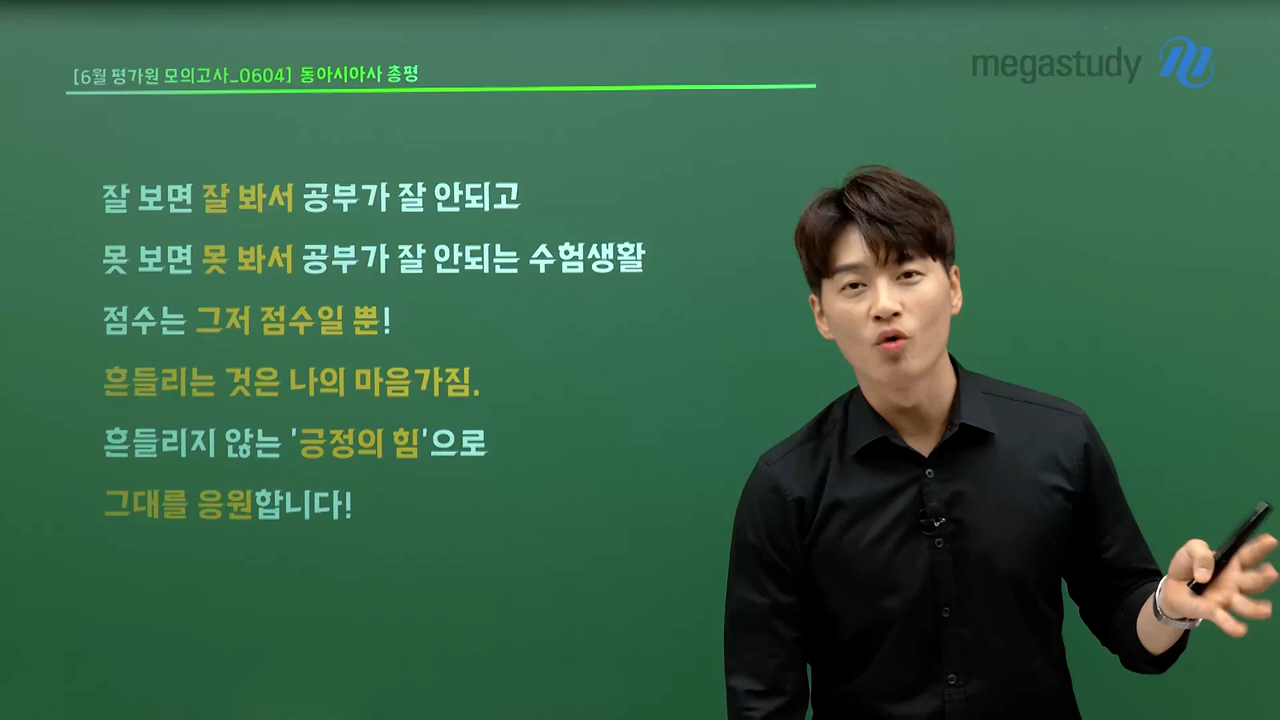 [6월 평가원 모의고사_0604] 동아시아사 총평
megastudy
잘 보면 잘 봐서 공부가 잘 안되고
못 보면 못 봐서 공부가 잘 안되는 수험생활
점수는 그저 점수일 뿐!
흔들리는 것은 나의 마음가짐.
흔들리지 않는 '긍정의 힘'으로
그대를 응원합니다!